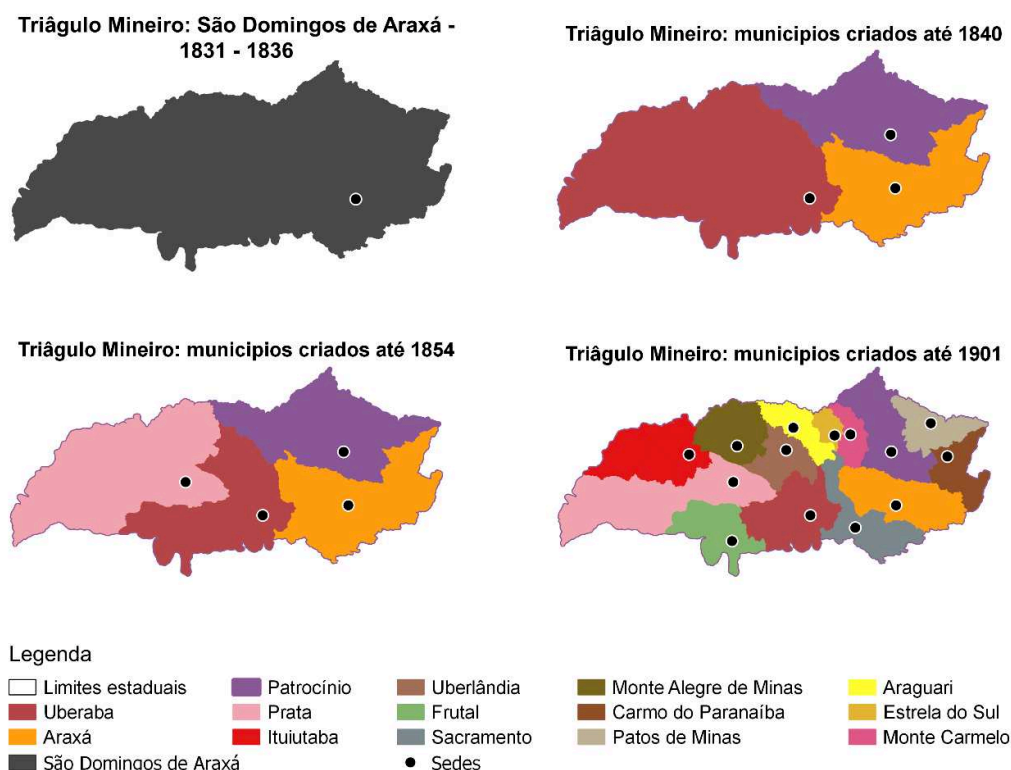 Triâgulo Mineiro: São Domingos de Araxá -
1831 - 1836
Triâgulo Mineiro: municipios criados até 1840
Triâgulo Mineiro: municipios criados até 1854
Triâgulo Mineiro: municipios criados até 1901
Legenda
Limites estaduais
Uberaba
Araxá
São Domingos de Araxá
Patrocínio
Prata
Ituiutaba
Uberlândia
Frutal
Sacramento
Sedes
Monte Alegre de Minas
Carmo do Paranaíba
Patos de Minas
Araguari
Estrela do Sul
Monte Carmelo